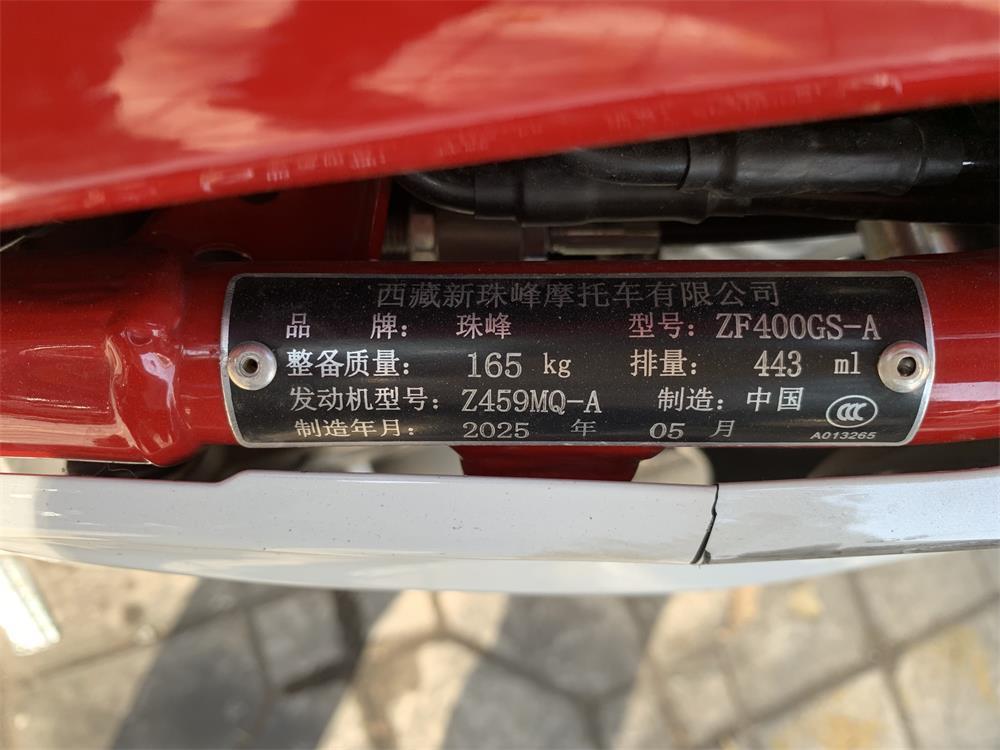 西藏新珠峰摩托车有限公司
品 牌： 珠峰 型号：ZF400GS-A
整备质量： 165 kg 排量： 443 ml
发动机型号：Z459MQ-A 制造：中国
制造年月： 2025 年 05 月
CCC
A013265